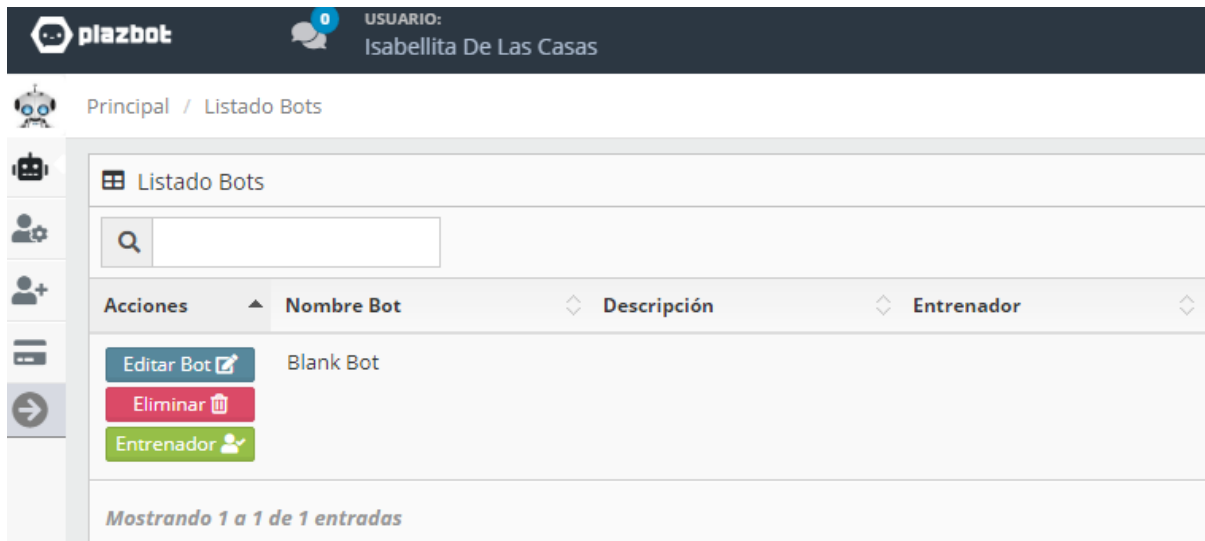 plazbot
0
USUARIO:
Isabellita De Las Casas
Principal / Listado Bots
Listado Bots
Acciones Nombre Bot Descripción Entrenador
Editar Bot Blank Bot
Eliminar
Entrenador
Mostrando 1 a 1 de 1 entradas